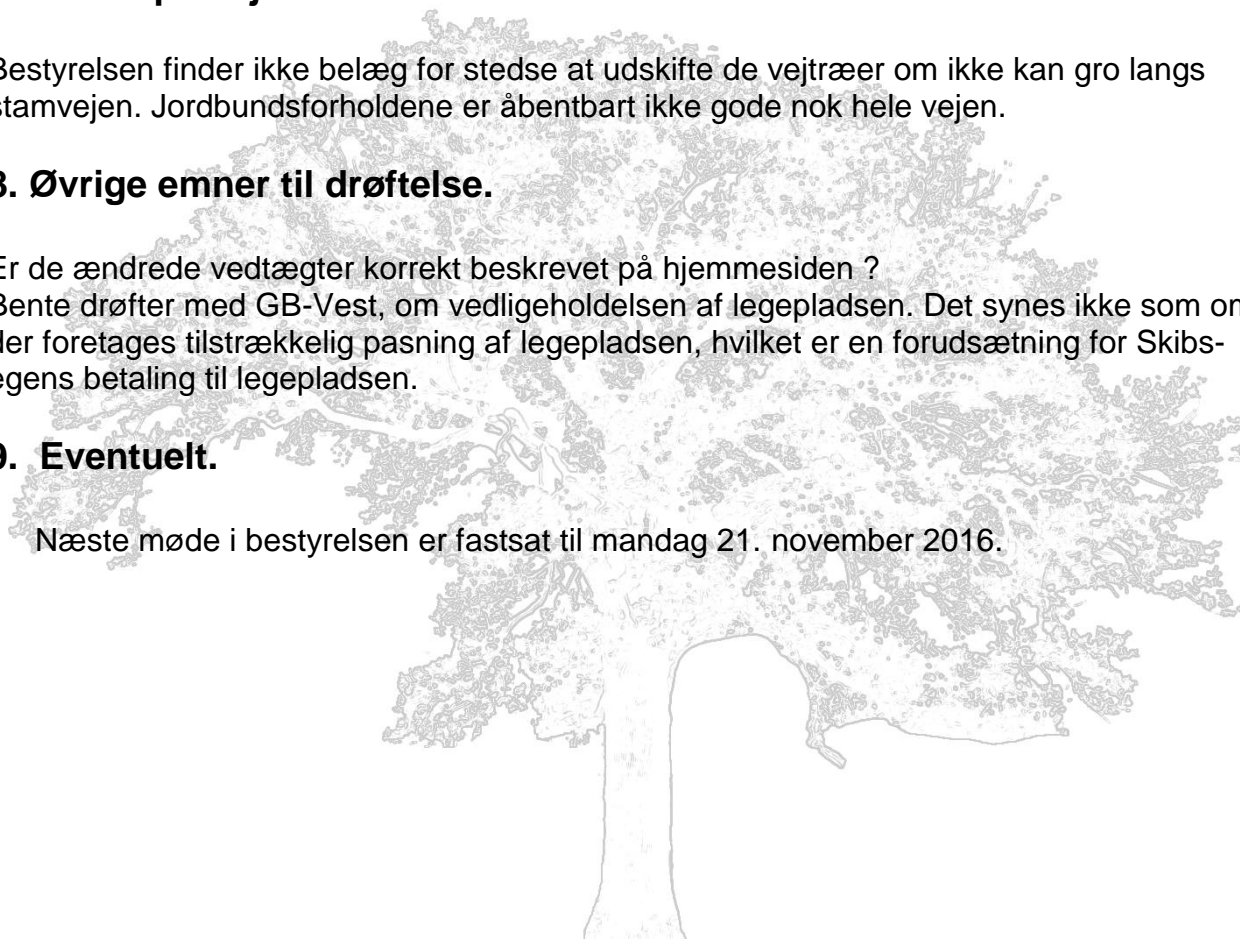 Bestyrelsen finder ikke belæg for stedse at udskifte de vejtræer om ikke kan gro langs
stamvejen. Jordbundsforholdene er åbentbart ikke gode nok hele vejen.
8. Øvrige emner til drøftelse.
Er de ændrede vedtægter korrekt beskrevet på hjemmesiden ?
Bente drøfter med GB-Vest, om vedligeholdelsen af legepladsen. Det synes ikke som om
der foretages tilstrækkelig pasning af legepladsen, hvilket er en forudsætning for Skibs-
egens betaling til legepladsen.
9. Eventuelt.
Næste møde i bestyrelsen er fastsat til mandag 21. november 2016.